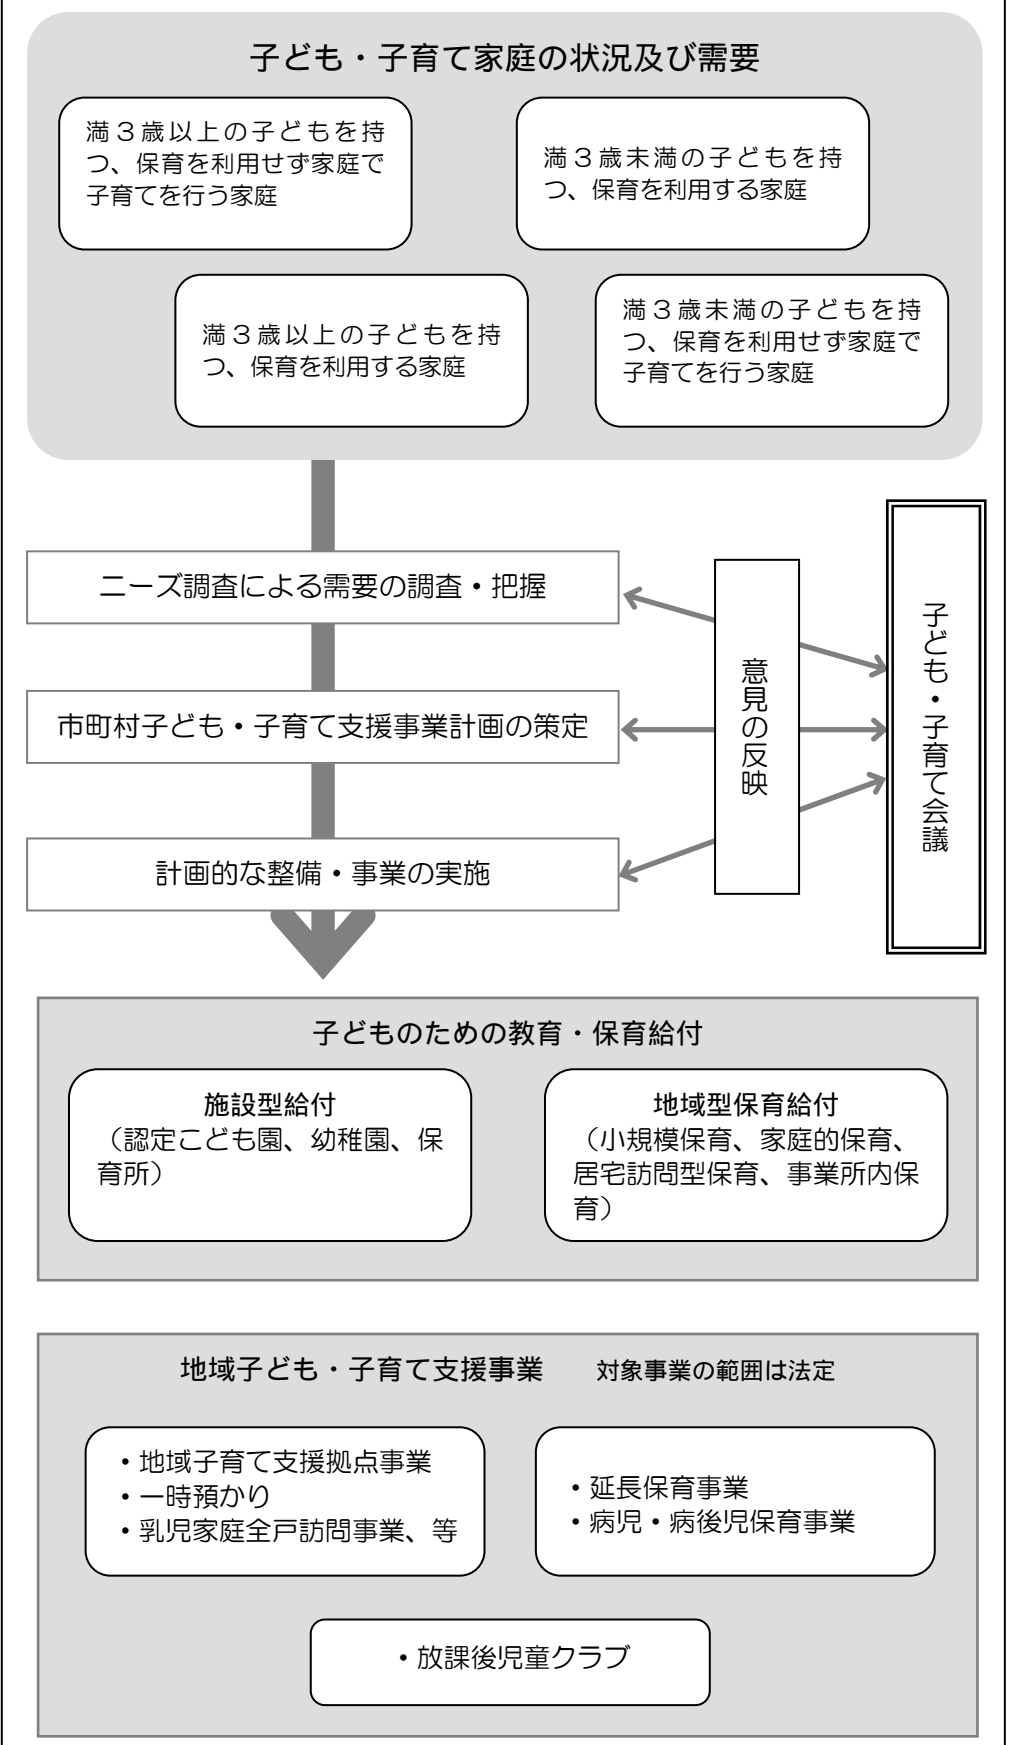 子ども・子育て家庭の状況及び需要
満３歳以上の子どもを持
つ、保育を利用せず家庭で
子育てを行う家庭
満３歳未満の子どもを持
つ、保育を利用する家庭
満３歳以上の子どもを持
つ、保育を利用する家庭
満３歳未満の子どもを持
つ、保育を利用せず家庭で
子育てを行う家庭
ニーズ調査による需要の調査・把握
市町村子ども・子育て支援事業計画の策定
計画的な整備・事業の実施
意見の反映
子ども・子育て会議
子どものための教育・保育給付
施設型給付
（認定こども園、幼稚園、保
育所）
地域型保育給付
（小規模保育、家庭的保育、
居宅訪問型保育、事業所内保
育）
地域子ども・子育て支援事業　対象事業の範囲は法定
・地域子育て支援拠点事業
・一時預かり
・乳児家庭全戸訪問事業、等
・延長保育事業
・病児・病後児保育事業
・放課後児童クラブ